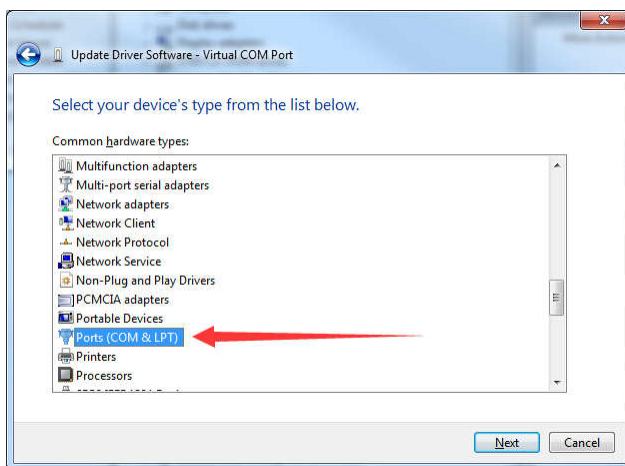 Update Driver Software - Virtual COM Port
Select your device's type from the list below.
Common hardware types:
Multifunction adapters
Multi-port serial adapters
Network adapters
Network Client
Network Protocol
Network Service
Non-Plug and Play Drivers
PCMCIA adapters
Portable Devices
Ports (COM & LPT)
Printers
Processors
Next
Cancel